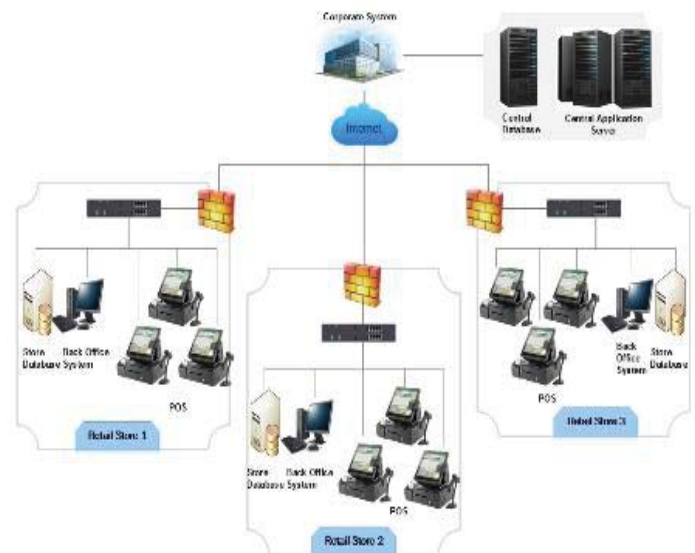 Corporate System
Central
Database
Central Application
Server
Internet
Store
Database
Back Office
System
POS
Retail Store 1
Store
Database
Back Office
System
POS
Retail Store 2
POS
Back
Office
System
Store
Database
Retail Store 3